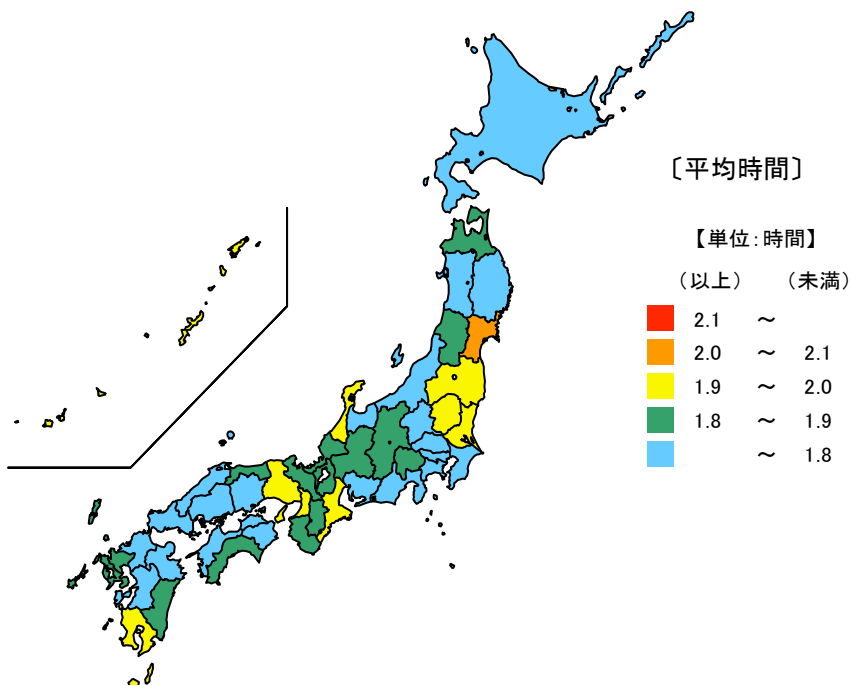 〔平均時間〕
【単位:時間】
（以上） （未満）
2.1 ～
2.0 ～ 2.1
1.9 ～ 2.0
1.8 ～ 1.9
～ 1.8